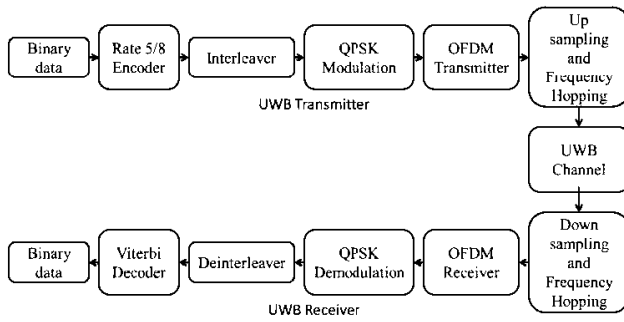 Binary
data
Rate 5/8
Encoder
Interleaver
QPSK
Modulation
OFDM
Transmitter
Up
sampling
and
Frequency
Hopping
UWB Transmitter
UWB
Channel
Binary
data
Viterbi
Decoder
Deinterleaver
QPSK
Demodulation
OFDM
Receiver
Down
sampling
and
Frequency
Hopping
UWB Receiver